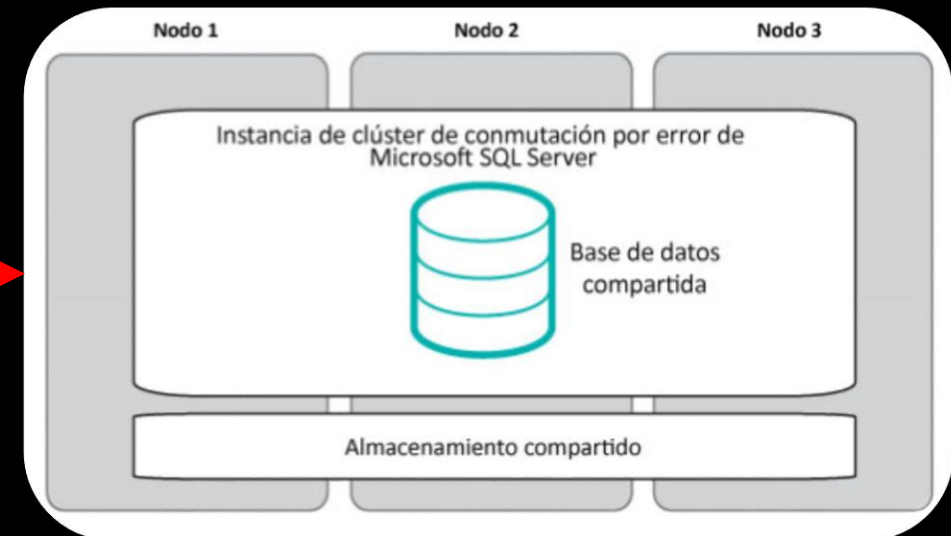 Nodo 1
Nodo 2
Nodo 3
Instancia de clúster de conmutación por error de
Microsoft SQL Server
Base de datos
compartida
Almacenamiento compartido